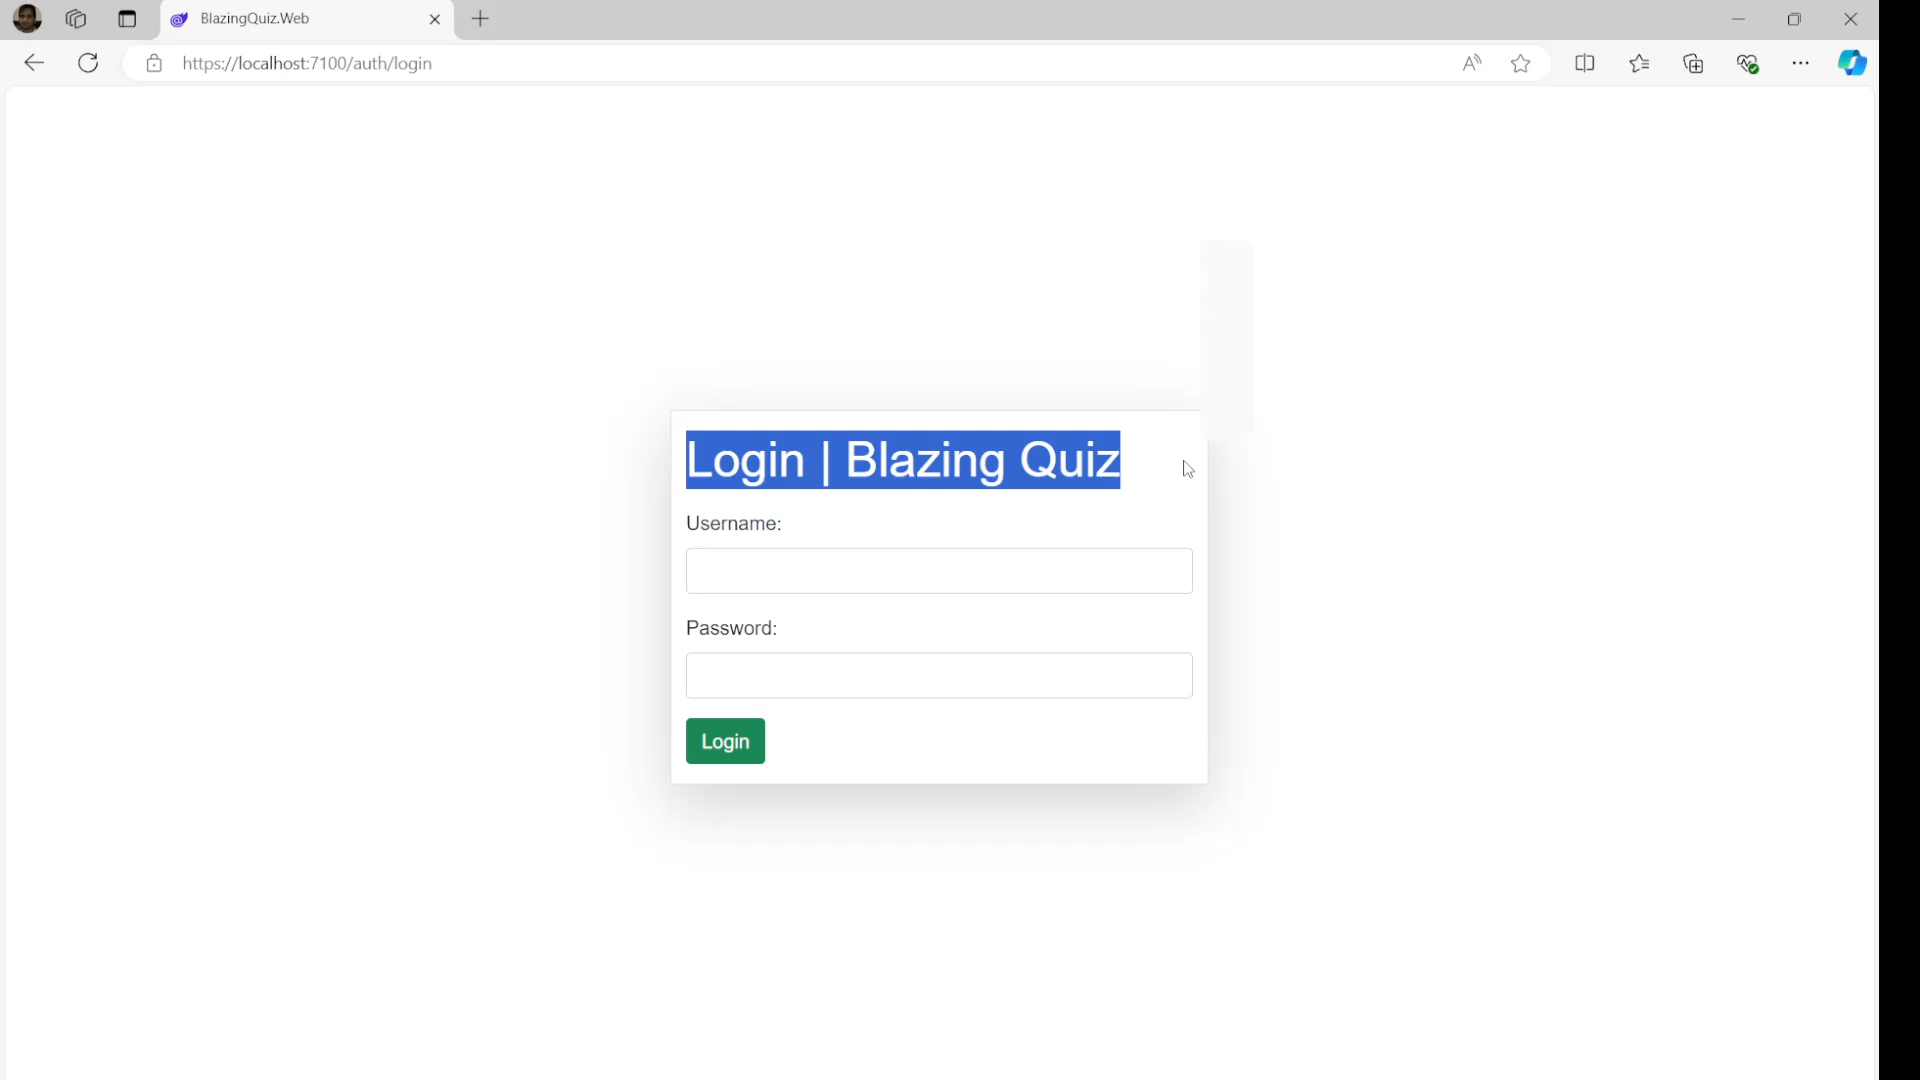 BlazingQuiz.Web
https://localhost:7100/auth/login
Login | Blazing Quiz
Username:
Password:
Login